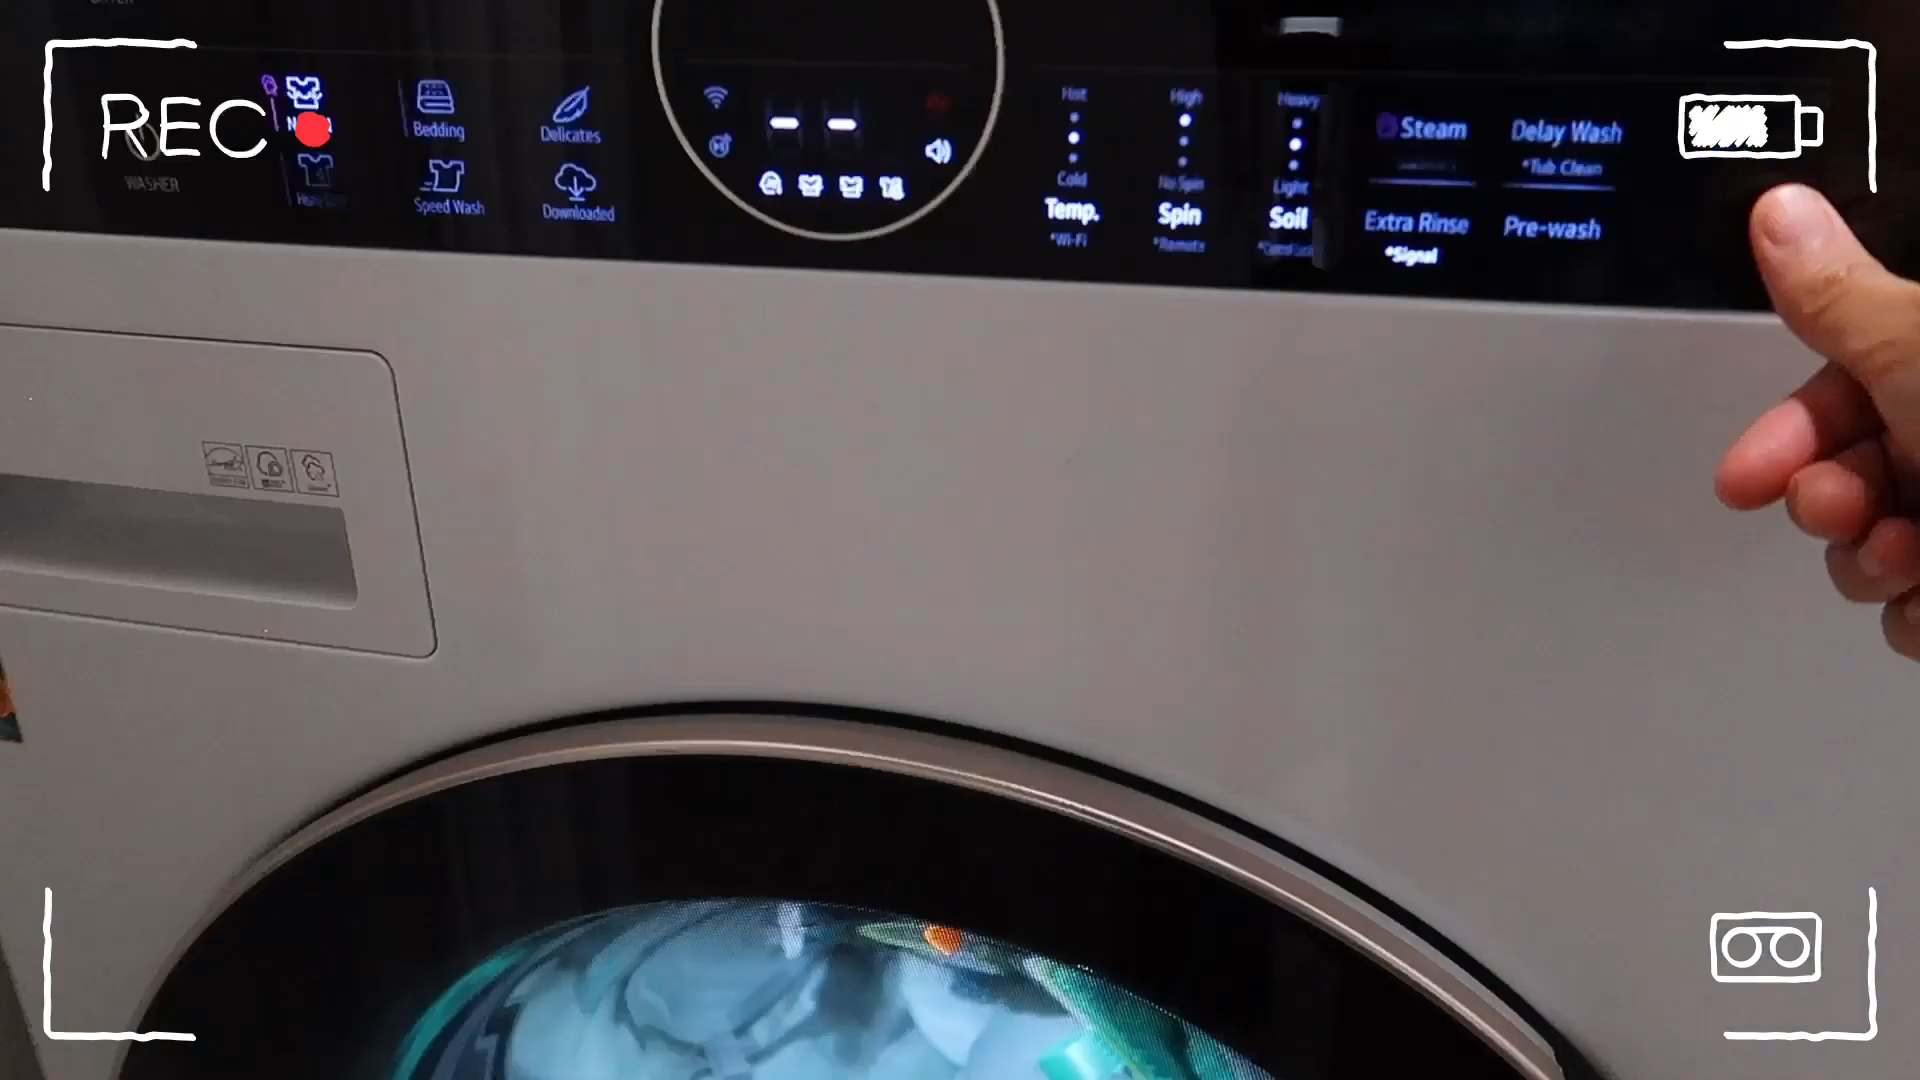 REC
WASHER
Bedding
Delicates
Speed Wash
Downloaded
Hot
Cold
Temp.
*Wi-Fi
High
No Spin
Spin
*Remote
Heavy
Light
Soil
Steam
Delay Wash
*Tub Clean
Extra Rinse
*Signal
Pre-wash